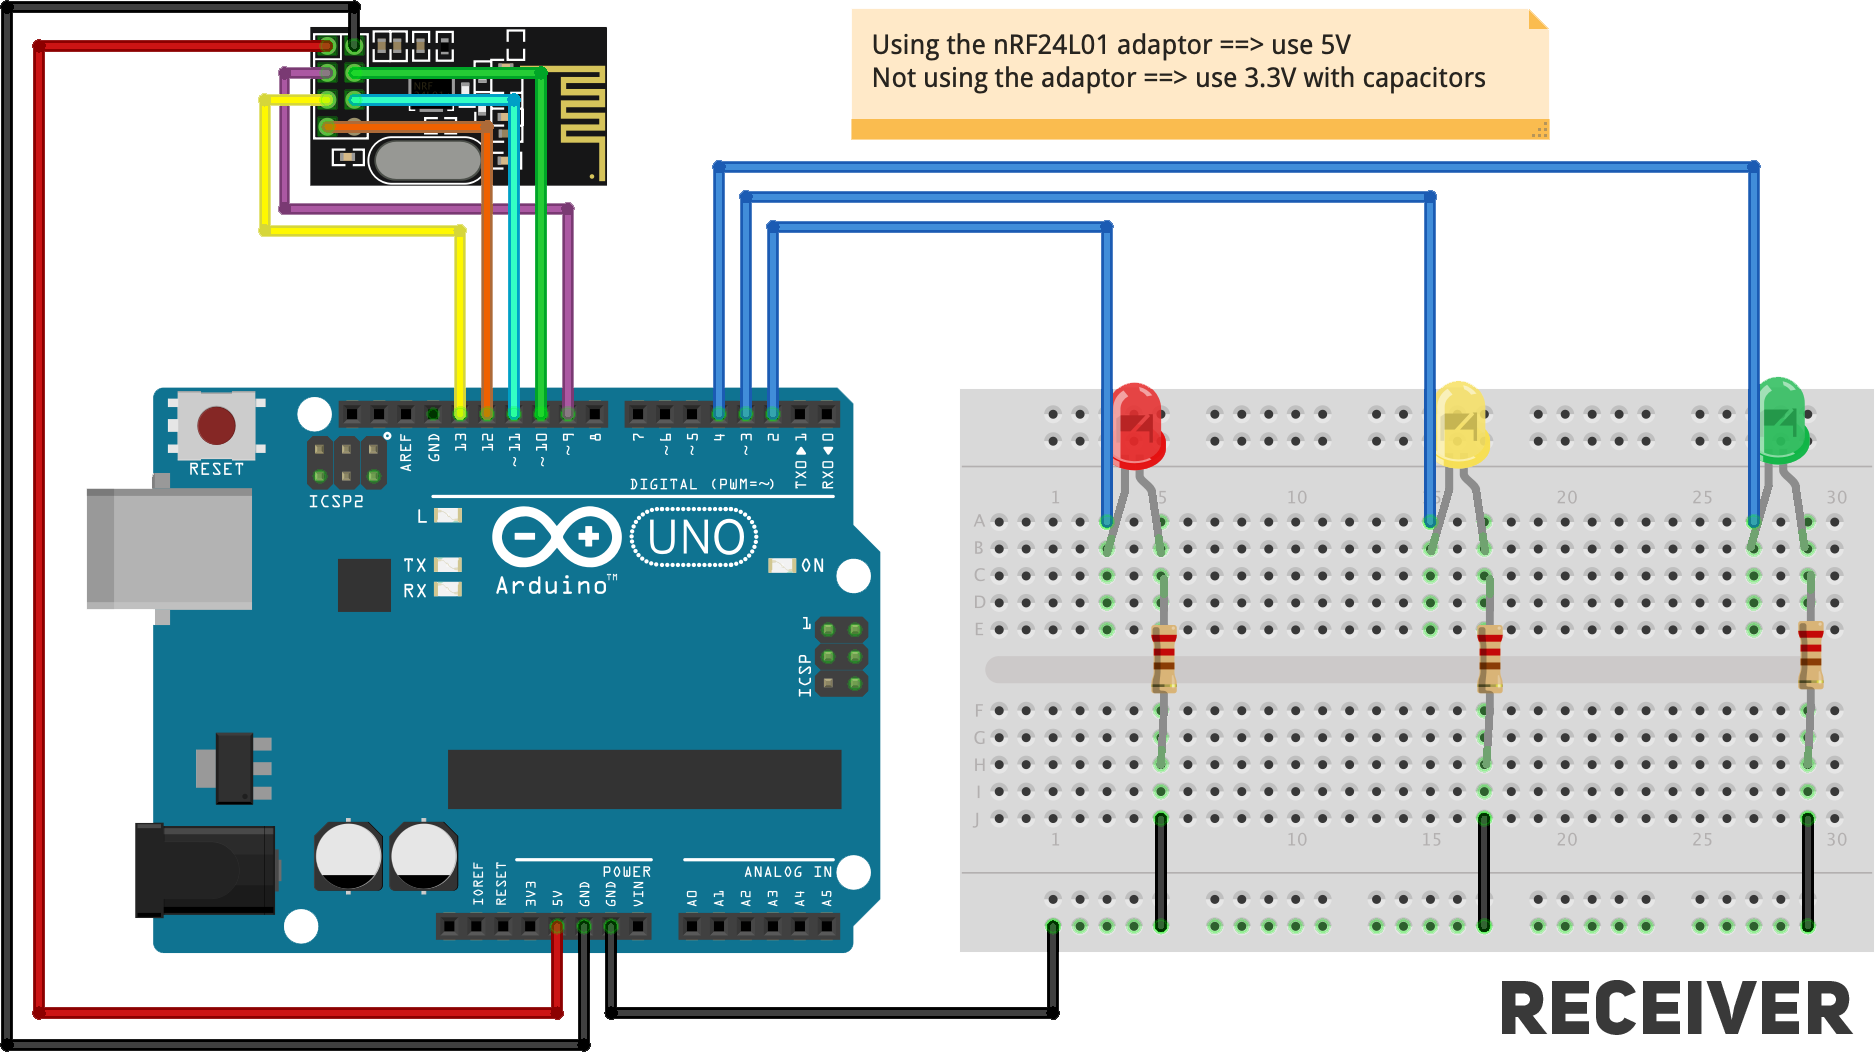 Using the nRF24L01 adaptor ==> use 5V
Not using the adaptor ==> use 3.3V with capacitors
NRF
RESET
ICSP2
AREF
GND
13
12
~11
~10
~9
8
7
~6
~5
4
~3
2
TX0▶1
RX0◀0
DIGITAL (PWM=~)
L
TX
RX
Arduino™
UNO
ON
1
ICSP
IOREF
RESET
3V3
5V
GND
GND
VIN
POWER
A0
A1
A2
A3
A4
A5
ANALOG IN
1 5 10 15 20 25 30
A
B
C
D
E
F
G
H
I
J
1 10 15 20 25 30
RECEIVER